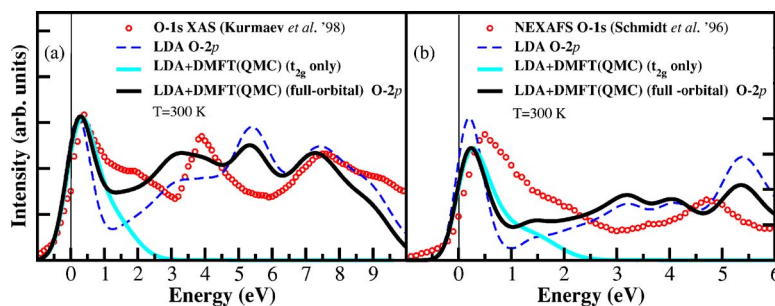 (a)
O-1s XAS (Kurmaev et al. '98)
LDA O-2p
LDA+DMFT(QMC) (t2g only)
LDA+DMFT(QMC) (full-orbital) O-2p
T=300 K
Intensity (arb. units)
0 1 2 3 4 5 6 7 8 9
Energy (eV)
(b)
NEXAFS O-1s (Schmidt et al. '96)
LDA O-2p
LDA+DMFT(QMC) (t2g only)
LDA+DMFT(QMC) (full -orbital) O-2p
T=300 K
0 1 2 3 4 5 6
Energy (eV)